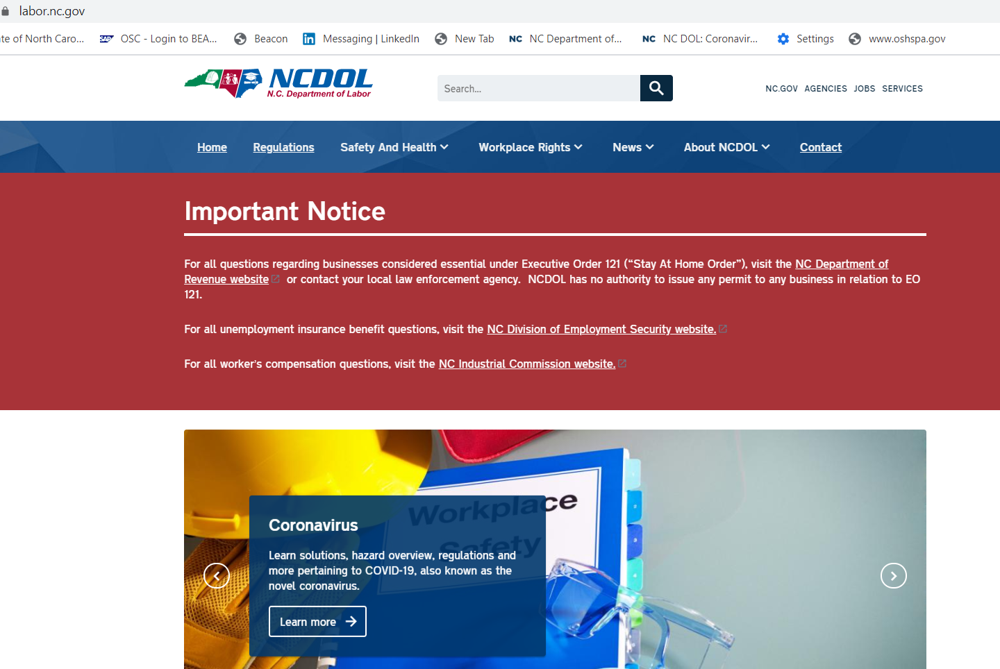 labor.nc.gov
te of North Caro... SAP OSC - Login to BEA... Beacon in Messaging | LinkedIn New Tab NC NC Department of... NC NC DOL: Coronavir... Settings www.oshspa.gov
NCDOL
N.C. Department of Labor
Search...
NC.GOV AGENCIES JOBS SERVICES
Home Regulations Safety And Health Workplace Rights News About NCDOL Contact
Important Notice
For all questions regarding businesses considered essential under Executive Order 121 (“Stay At Home Order”), visit the NC Department of
Revenue website or contact your local law enforcement agency. NCDOL has no authority to issue any permit to any business in relation to EO
121.
For all unemployment insurance benefit questions, visit the NC Division of Employment Security website.
For all worker's compensation questions, visit the NC Industrial Commission website.
Workplace
Safety
2
3
4
Coronavirus
Learn solutions, hazard overview, regulations and
more pertaining to COVID-19, also known as the
novel coronavirus.
Learn more